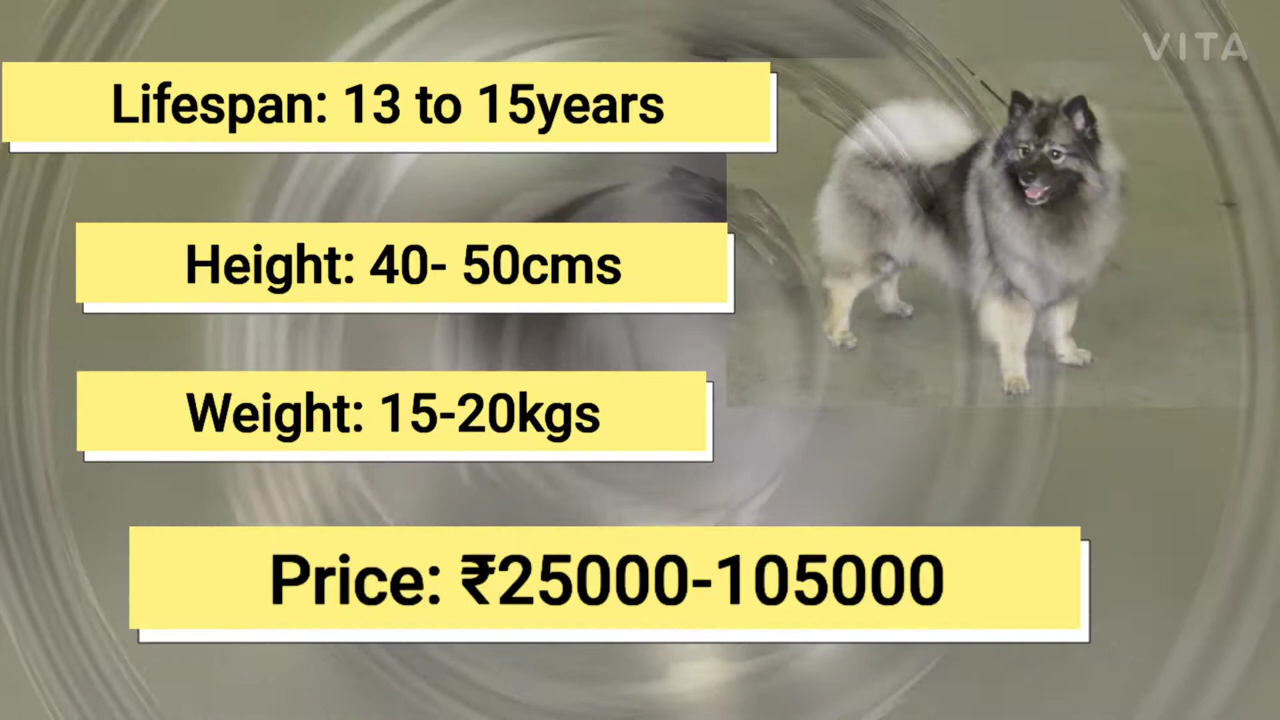 VITA
Lifespan: 13 to 15years
Height: 40- 50cms
Weight: 15-20kgs
Price: ₹25000-105000